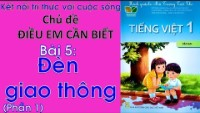 Kết nối tri thức với cuộc sống
Chủ đề
ĐIỀU EM CẦN BIẾT
Bài 5:
Đèn
giao thông
(Phần 1)
TIẾNG VIỆT 1